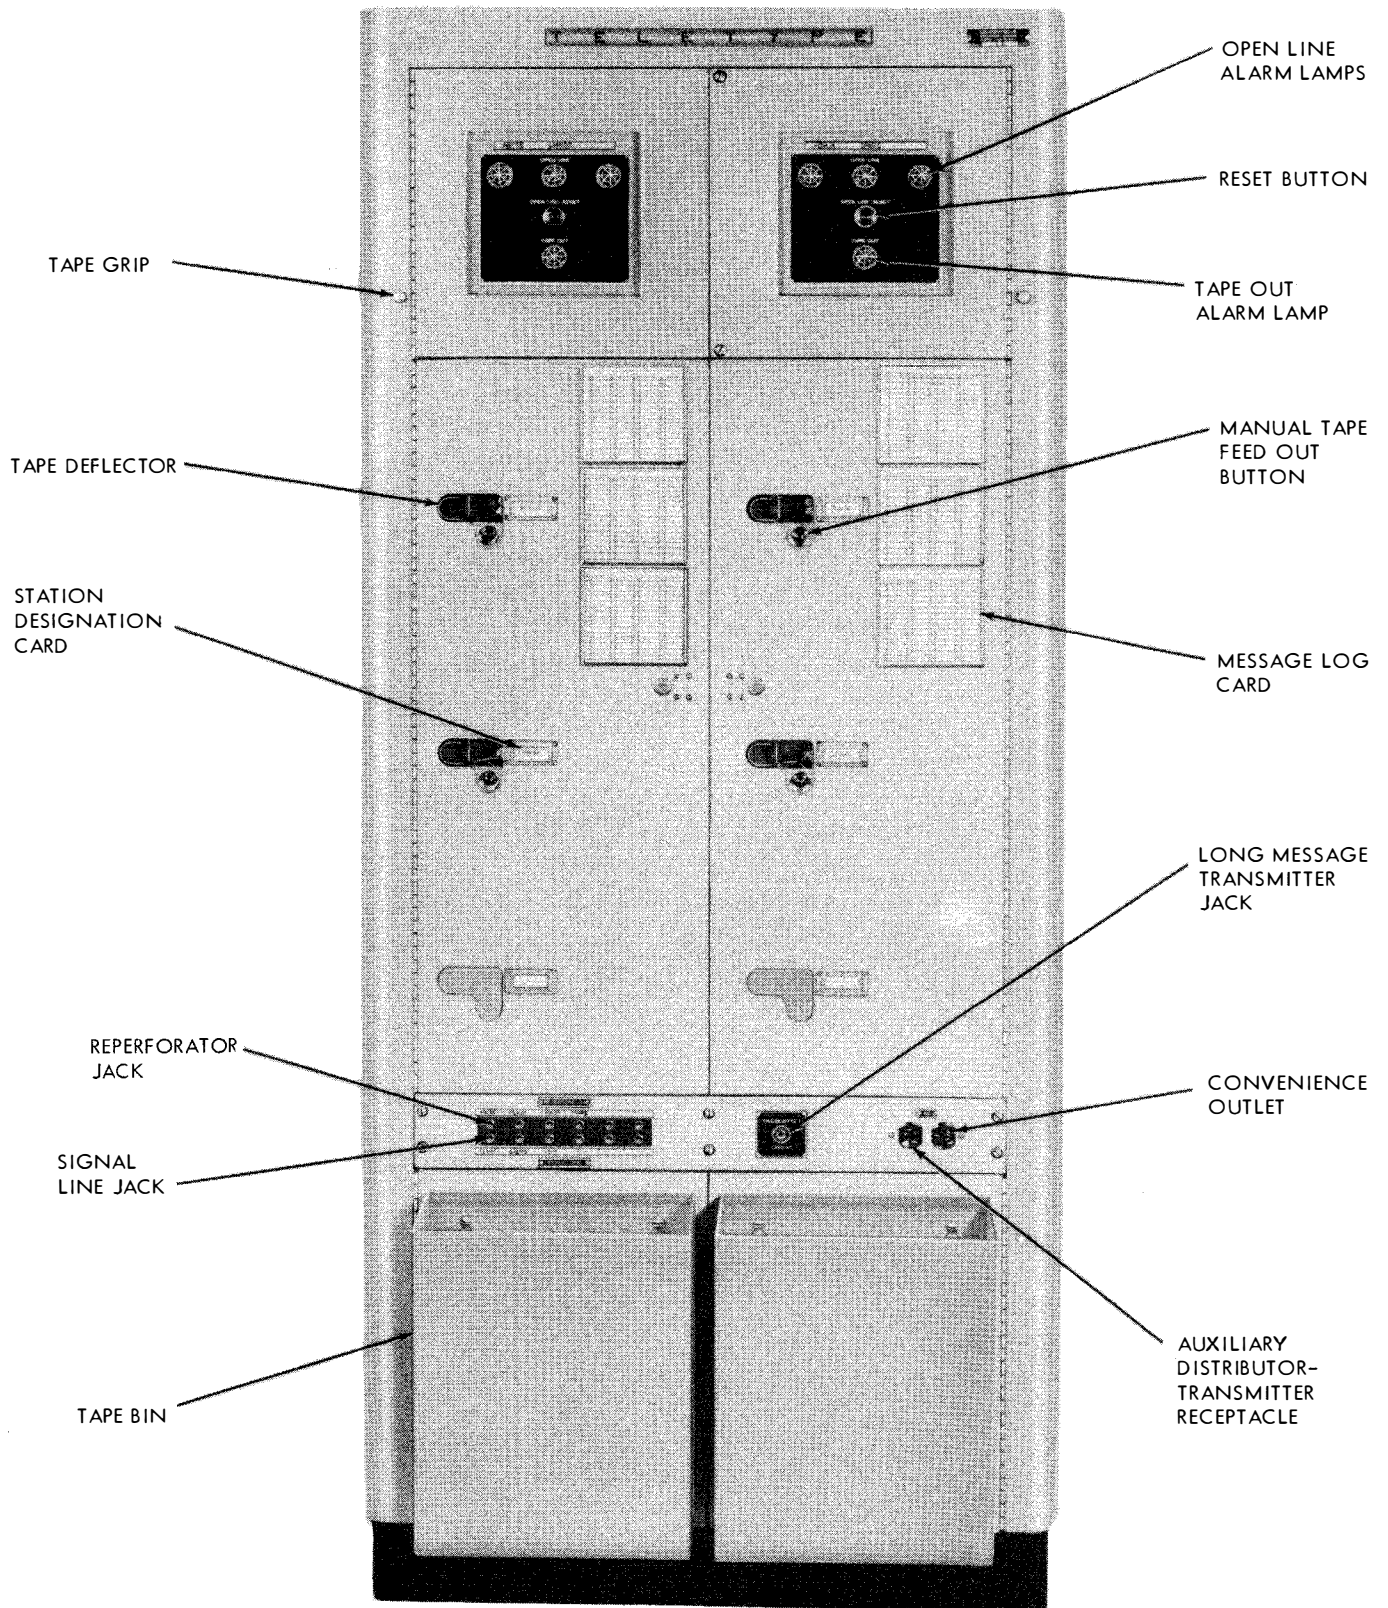 TELETYPE
OPEN LINE
ALARM LAMPS
RESET BUTTON
TAPE GRIP
TAPE OUT
ALARM LAMP
MANUAL TAPE
FEED OUT
BUTTON
TAPE DEFLECTOR
STATION
DESIGNATION
CARD
MESSAGE LOG
CARD
LONG MESSAGE
TRANSMITTER
JACK
REPERFORATOR
JACK
CONVENIENCE
OUTLET
SIGNAL
LINE JACK
AUXILIARY
DISTRIBUTOR-
TRANSMITTER
RECEPTACLE
TAPE BIN